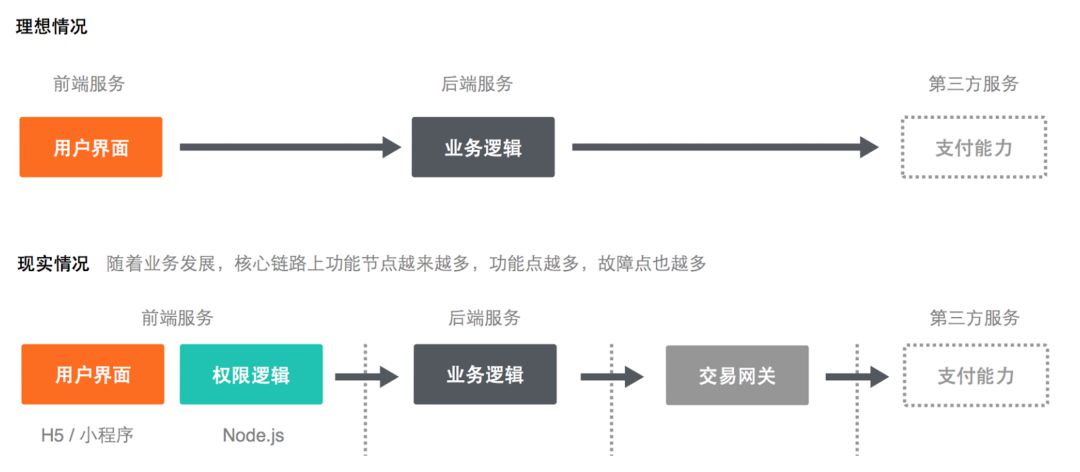 理想情况
前端服务 后端服务 第三方服务
用户界面 业务逻辑 支付能力
现实情况 随着业务发展，核心链路上功能节点越来越多，功能点越多，故障点也越多
前端服务 后端服务 第三方服务
用户界面 权限逻辑 业务逻辑 交易网关 支付能力
H5 / 小程序 Node.js